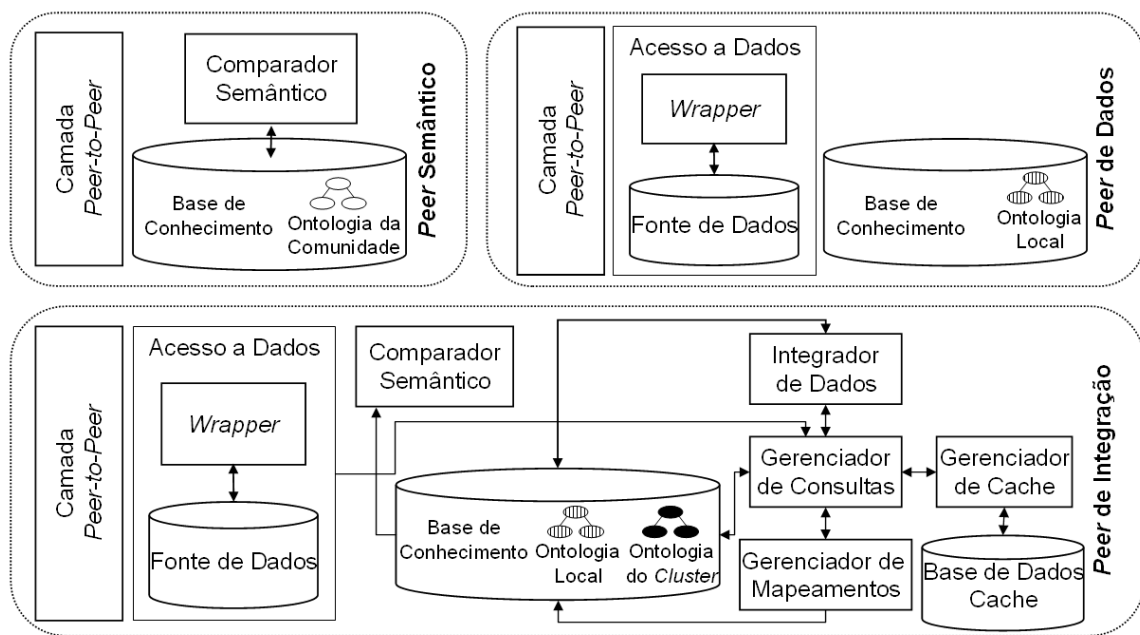 Camada
Peer-to-Peer
Comparador
Semântico
Base de
Conhecimento
Ontologia da
Comunidade
Peer Semântico
Camada
Peer-to-Peer
Acesso a Dados
Wrapper
Fonte de Dados
Base de
Conhecimento
Ontologia
Local
Peer de Dados
Camada
Peer-to-Peer
Acesso a Dados
Wrapper
Fonte de Dados
Comparador
Semântico
Base de
Conhecimento
Ontologia
Local
Ontologia
do Cluster
Integrador
de Dados
Gerenciador
de Consultas
Gerenciador de
Mapeamentos
Gerenciador
de Cache
Base de Dados
Cache
Peer de Integração